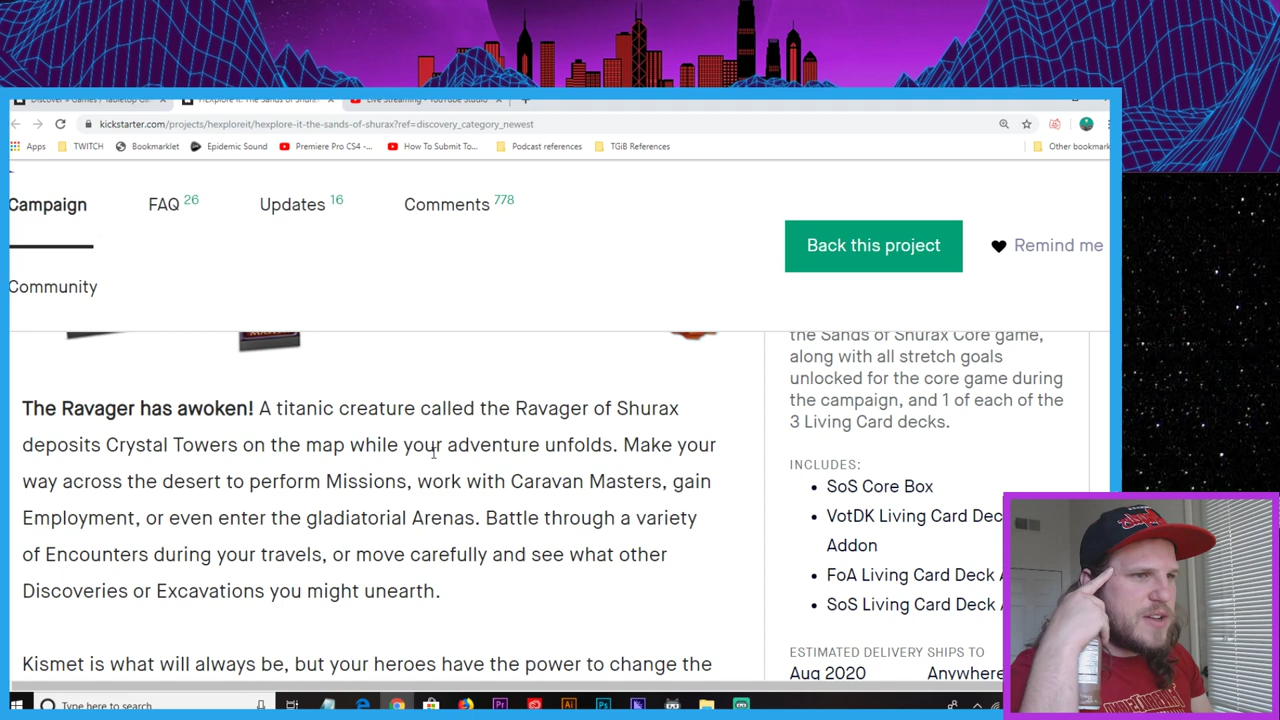 Live Streaming - YouTube Studio
kickstarter.com/projects/hexploreit/hexplore-it-the-sands-of-shurax?ref=discovery_category_newest
Apps TWITCH Bookmarklet Epidemic Sound Premiere Pro CS4 -... How To Submit To... Podcast references TGiB References Other bookmark
Campaign FAQ 26 Updates 16 Comments 778
Back this project Remind me
Community
the Sands of Shurax Core game,
along with all stretch goals
unlocked for the core game during
the campaign, and 1 of each of the
3 Living Card decks.
INCLUDES:
SoS Core Box
VotDK Living Card Dec
Addon
FoA Living Card Deck
SoS Living Card Deck
ESTIMATED DELIVERY SHIPS TO
Aug 2020 Anywhere
The Ravager has awoken! A titanic creature called the Ravager of Shurax
deposits Crystal Towers on the map while your adventure unfolds. Make your
way across the desert to perform Missions, work with Caravan Masters, gain
Employment, or even enter the gladiatorial Arenas. Battle through a variety
of Encounters during your travels, or move carefully and see what other
Discoveries or Excavations you might unearth.
Kismet is what will always be, but your heroes have the power to change the
Type here to search